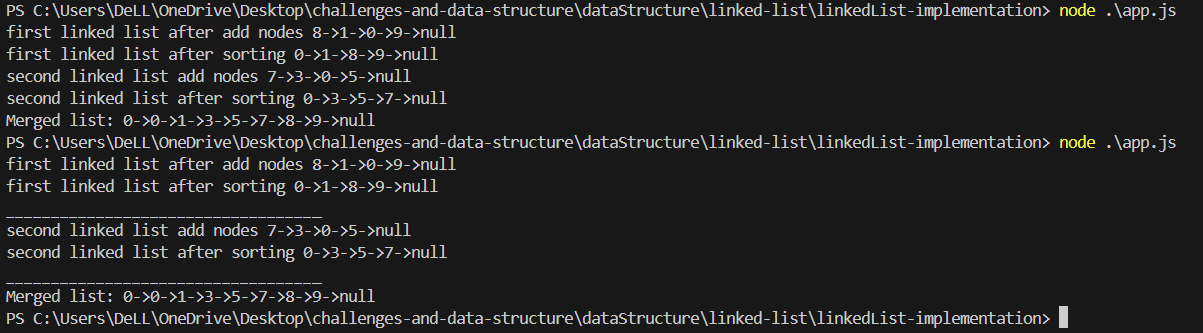 PS C:\Users\DeLL\OneDrive\Desktop\challenges-and-data-structure\dataStructure\linked-list\linkedList-implementation> node .\app.js
first linked list after add nodes 8->1->0->9->null
first linked list after sorting 0->1->8->9->null
second linked list add nodes 7->3->0->5->null
second linked list after sorting 0->3->5->7->null
Merged list: 0->0->1->3->5->7->8->9->null
PS C:\Users\DeLL\OneDrive\Desktop\challenges-and-data-structure\dataStructure\linked-list\linkedList-implementation> node .\app.js
first linked list after add nodes 8->1->0->9->null
first linked list after sorting 0->1->8->9->null
____________________________________
second linked list add nodes 7->3->0->5->null
second linked list after sorting 0->3->5->7->null
____________________________________
Merged list: 0->0->1->3->5->7->8->9->null
PS C:\Users\DeLL\OneDrive\Desktop\challenges-and-data-structure\dataStructure\linked-list\linkedList-implementation>